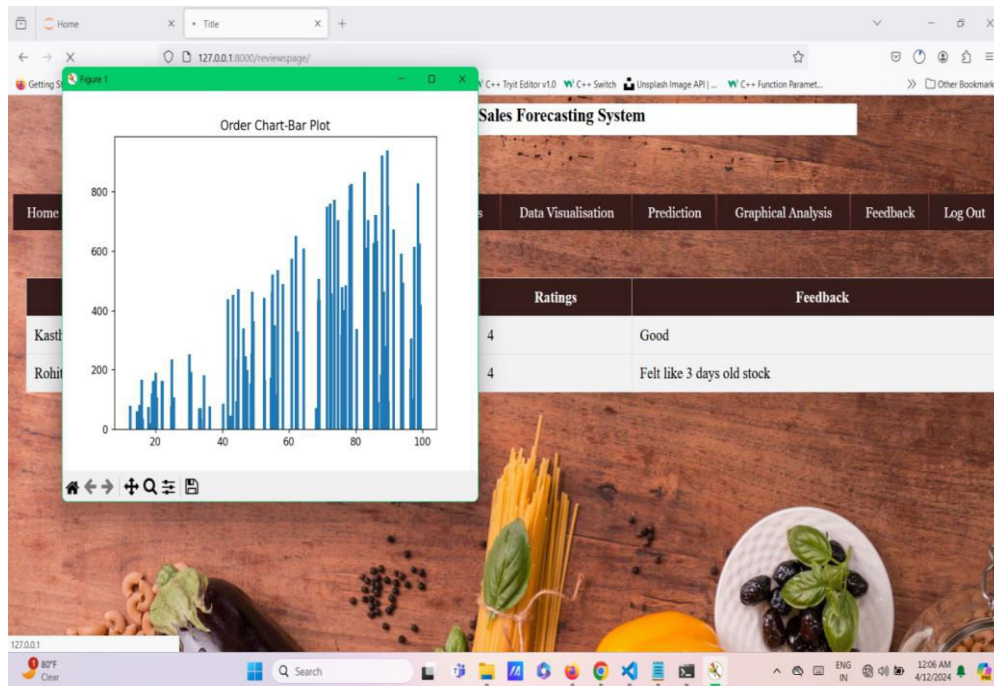 Home
Title
127.0.0.1:8000/reviewspage/
Getting
C++ Tryit Editor v1.0
C++ Switch
Unsplash Image API | ...
C++ Function Paramet...
Other Bookmark
Figure 1
Sales Forecasting System
Order Chart-Bar Plot
800
600
400
200
0
20 40 60 80 100
Home
Data Visualisation
Prediction
Graphical Analysis
Feedback
Log Out
Ratings
Feedback
4
Good
4
Felt like 3 days old stock
127.0.0.1
80°F
Clear
Search
ENG
IN
12:06 AM
4/12/2024